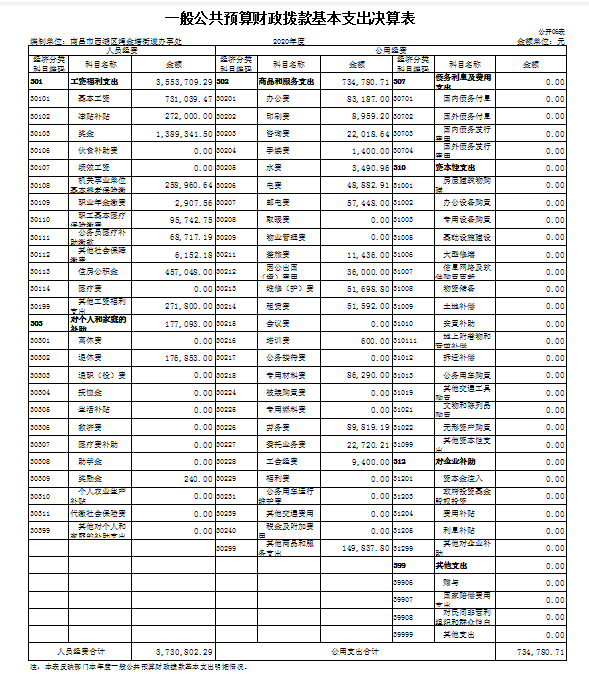 一般公共预算财政拨款基本支出决算表
公开06表
编制单位：南昌市西湖区绳金塔街道办事处 2020年度 金额单位：元
人员经费 公用经费
经济分类科目编码 科目名称 金额 经济分类科目编码 科目名称 金额 经济分类科目编码 科目名称 金额
301 工资福利支出 3,553,709.29 302 商品和服务支出 734,780.71 307 债务利息及费用支出 0.00
30101 基本工资 731,039.47 30201 办公费 83,187.00 30701 国内债务付息 0.00
30102 津贴补贴 272,000.00 30202 印刷费 8,959.20 30702 国外债务付息 0.00
30103 奖金 1,389,341.50 30203 咨询费 22,018.64 30703 国内债务发行费用 0.00
30106 伙食补助费 0.00 30204 手续费 1,400.00 30704 国外债务发行费用 0.00
30107 绩效工资 0.00 30205 水费 3,490.96 310 资本性支出 0.00
30108 机关事业单位基本养老保险缴 258,960.64 30206 电费 48,882.91 31001 房屋建筑物购建 0.00
30109 职业年金缴费 2,907.56 30207 邮电费 57,448.00 31002 办公设备购置 0.00
30110 职工基本医疗保险缴费 95,742.75 30208 取暖费 0.00 31003 专用设备购置 0.00
30111 公务员医疗补助缴费 68,717.19 30209 物业管理费 0.00 31005 基础设施建设 0.00
30112 其他社会保障缴费 6,152.18 30211 差旅费 11,436.00 31006 大型修缮 0.00
30113 住房公积金 457,048.00 30212 因公出国（境）费用 36,000.00 31007 信息网络及软件购置更新 0.00
30114 医疗费 0.00 30213 维修（护）费 51,698.80 31008 物资储备 0.00
30199 其他工资福利支出 271,800.00 30214 租赁费 51,592.00 31009 土地补偿 0.00
303 对个人和家庭的补助 177,093.00 30215 会议费 0.00 31010 安置补助 0.00
30301 离休费 0.00 30216 培训费 600.00 310111 地上附着物和青苗补偿 0.00
30302 退休费 176,853.00 30217 公务接待费 0.00 31012 拆迁补偿 0.00
30303 退职（役）费 0.00 30218 专用材料费 86,290.00 31013 公务用车购置 0.00
30304 抚恤金 0.00 30224 被装购置费 0.00 31019 其他交通工具购置 0.00
30305 生活补贴 0.00 30225 专用燃料费 0.00 31021 文物和陈列品购置 0.00
30306 救济费 0.00 30226 劳务费 89,819.19 31022 无形资产购置 0.00
30307 医疗费补助 0.00 30227 委托业务费 22,720.21 31099 其他资本性支出 0.00
30308 助学金 0.00 30228 工会经费 9,400.00 312 对企业补助 0.00
30309 奖励金 240.00 30229 福利费 0.00 31201 资本金注入 0.00
30310 个人农业生产补贴 0.00 30231 公务用车运行维护费 0.00 31203 政府投资基金股权投资 0.00
30311 代缴社会保险费 0.00 30239 其他交通费用 0.00 31204 费用补贴 0.00
30399 其他对个人和家庭的补助支出 0.00 30240 税金及附加费用 0.00 31205 利息补贴 0.00
30299 其他商品和服务支出 149,837.80 31299 其他对企业补助 0.00
399 其他支出 0.00
39906 赠与 0.00
39907 国家赔偿费用支出 0.00
39908 对民间非营利组织和群众性自 0.00
39999 其他支出 0.00
人员经费合计 3,730,802.29 公用支出合计 734,780.71
注：本表反映部门本年度一般公共预算财政拨款基本支出明细情况。